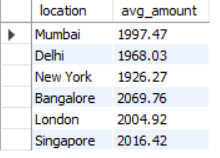 location avg_amount
Mumbai 1997.47
Delhi 1968.03
New York 1926.27
Bangalore 2069.76
London 2004.92
Singapore 2016.42